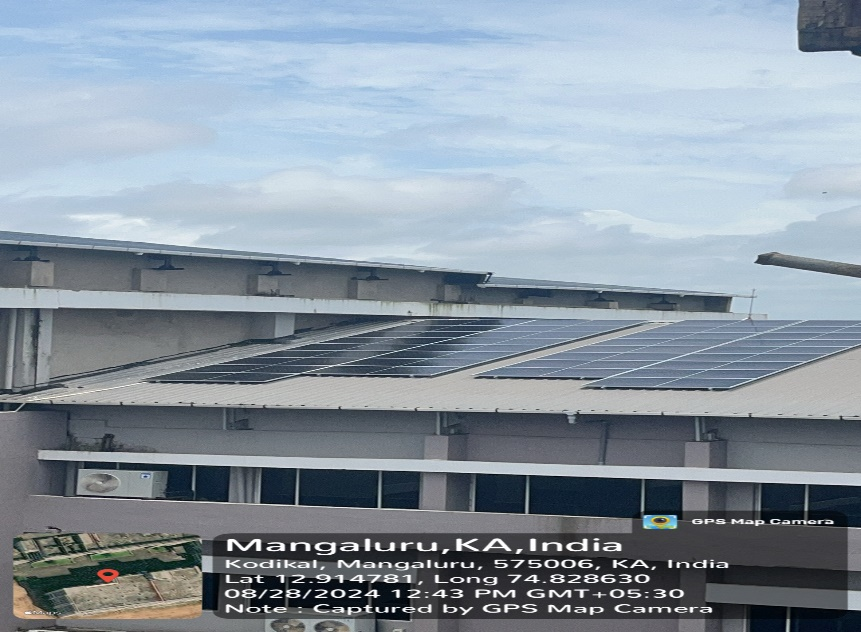 GPS Map Camera
Mangaluru,KA,India
Kodikal, Mangaluru, 575006, KA, India
Lat 12.914781, Long 74.828630
08/28/2024 12:43 PM GMT+05:30
Note : Captured by GPS Map Camera